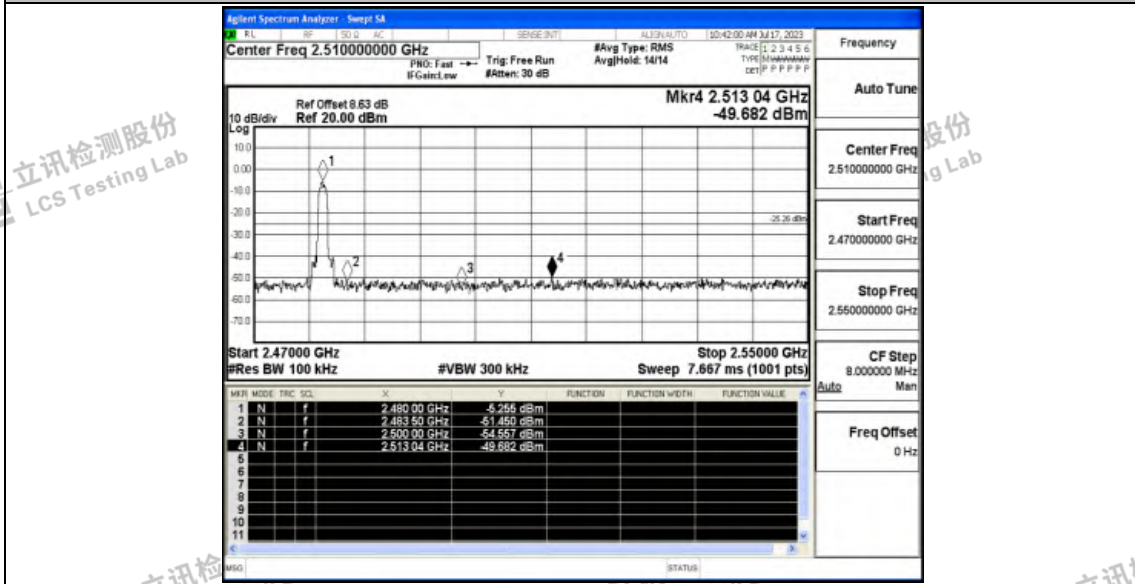 Agilent Spectrum Analyzer - Swept SA
RL RF 50 Ω AC SENSE:INT ALIGN AUTO 10:42:00 AM Jul 17, 2023
Center Freq 2.510000000 GHz
PNO: Fast
IFGain:Low
Trig: Free Run
#Atten: 30 dB
#Avg Type: RMS
Avg|Hold: 14/14
TRACE 1 2 3 4 5 6
TYPE
DET P P P P P P
Ref Offset 8.63 dB
10 dB/div Ref 20.00 dBm
Log
Mkr4 2.513 04 GHz
-49.682 dBm
10.0
0.00
-10.0
-20.0
-30.0
-40.0
-50.0
-60.0
-70.0
1
2
3
4
-25.26 dBm
Start 2.47000 GHz Stop 2.55000 GHz
#Res BW 100 kHz #VBW 300 kHz Sweep 7.667 ms (1001 pts)
MKR MODE TRC SCL X Y FUNCTION FUNCTION WIDTH FUNCTION VALUE
1 N f 2.480 00 GHz -5.255 dBm
2 N f 2.483 50 GHz -51.450 dBm
3 N f 2.500 00 GHz -54.557 dBm
4 N f 2.513 04 GHz -49.682 dBm
5
6
7
8
9
10
11
MSG STATUS
Frequency
Auto Tune
Center Freq
2.510000000 GHz
Start Freq
2.470000000 GHz
Stop Freq
2.550000000 GHz
CF Step
8.000000 MHz
Auto Man
Freq Offset
0 Hz
立讯检测股份
LCS Testing Lab
股份
g Lab
立讯检
立讯